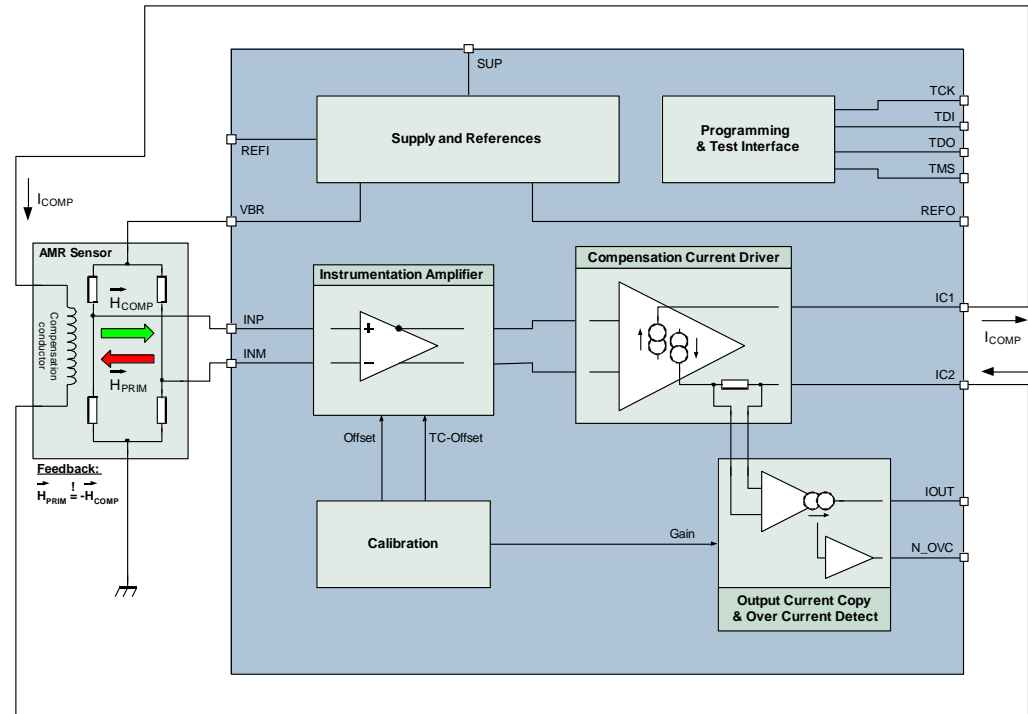 SUP
TCK
TDI
TDO
TMS
Supply and References
Programming
& Test Interface
REFI
I_COMP
VBR
REFO
AMR Sensor
Instrumentation Amplifier
Compensation Current Driver
H_COMP
Compensation
conductor
H_PRIM
INP
INM
+
−
IC1
I_COMP
IC2
Offset
TC-Offset
Feedback:
!
H_PRIM = -H_COMP
Calibration
Gain
IOUT
N_OVC
Output Current Copy
& Over Current Detect